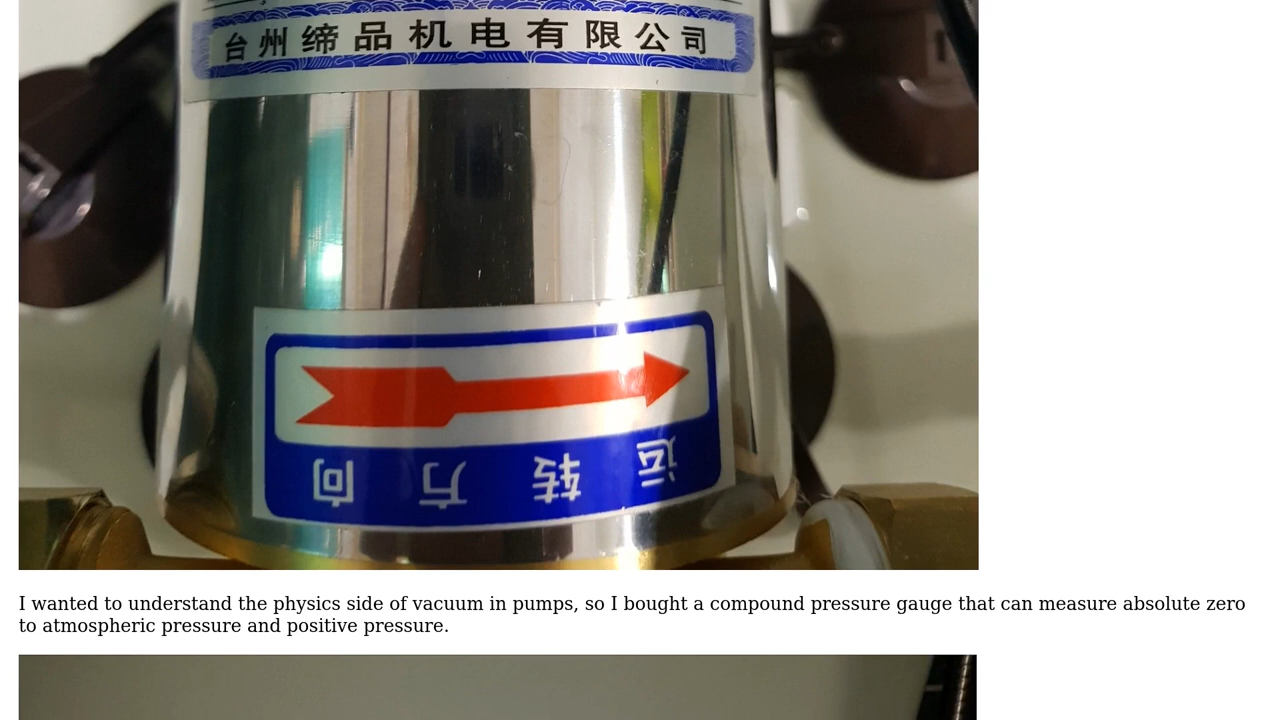 台州缔品机电有限公司
运转方向
I wanted to understand the physics side of vacuum in pumps, so I bought a compound pressure gauge that can measure absolute zero
to atmospheric pressure and positive pressure.